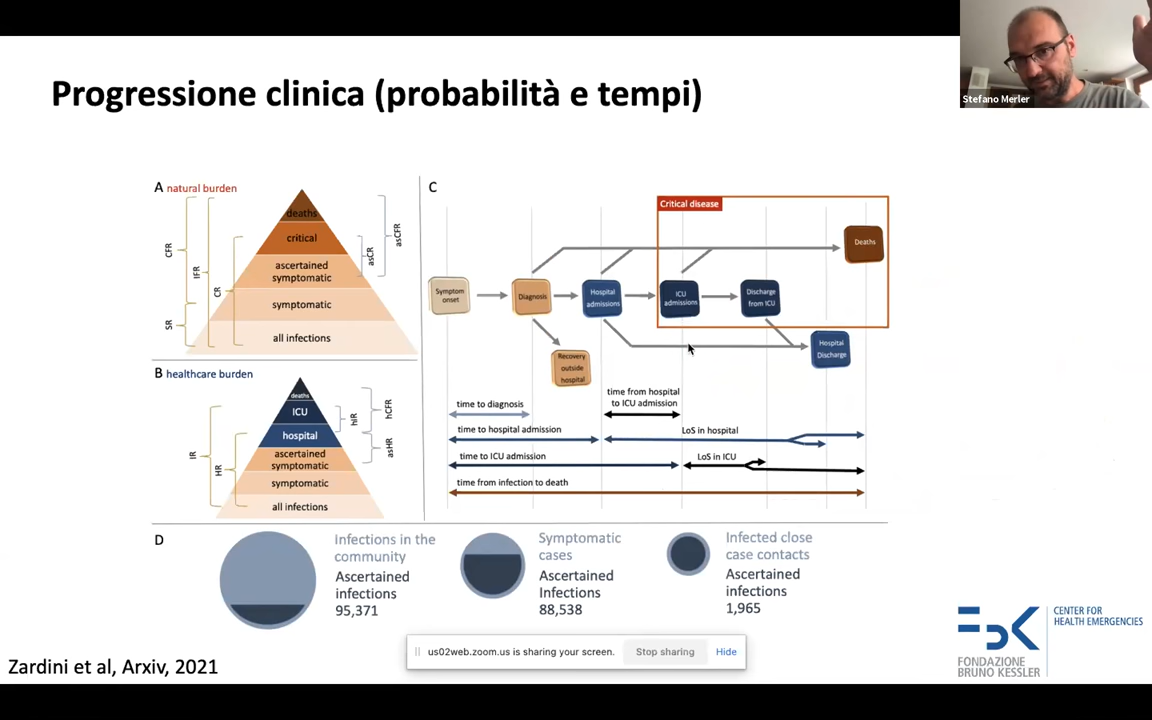 Progressione clinica (probabilità e tempi)
Stefano Merler
A natural burden
deaths
critical
ascertained
symptomatic
symptomatic
all infections
CFR
IFR
CR
SR
asCR
asCFR
B healthcare burden
deaths
ICU
hospital
ascertained
symptomatic
symptomatic
all infections
IR
HR
hIR
hCFR
asHR
C
Critical disease
Deaths
Symptom
onset
Diagnosis
Hospital
admissions
ICU
admissions
Discharge
from ICU
Recovery
outside
hospital
Hospital
Discharge
time to diagnosis
time from hospital
to ICU admission
time to hospital admission
LoS in hospital
time to ICU admission
LoS in ICU
time from infection to death
D
Infections in the
community
Ascertained
infections
95,371
Symptomatic
cases
Ascertained
Infections
88,538
Infected close
case contacts
Ascertained
infections
1,965
us02web.zoom.us is sharing your screen.
Stop sharing
Hide
Zardini et al, Arxiv, 2021
FBK
CENTER FOR
HEALTH EMERGENCIES
FONDAZIONE
BRUNO KESSLER